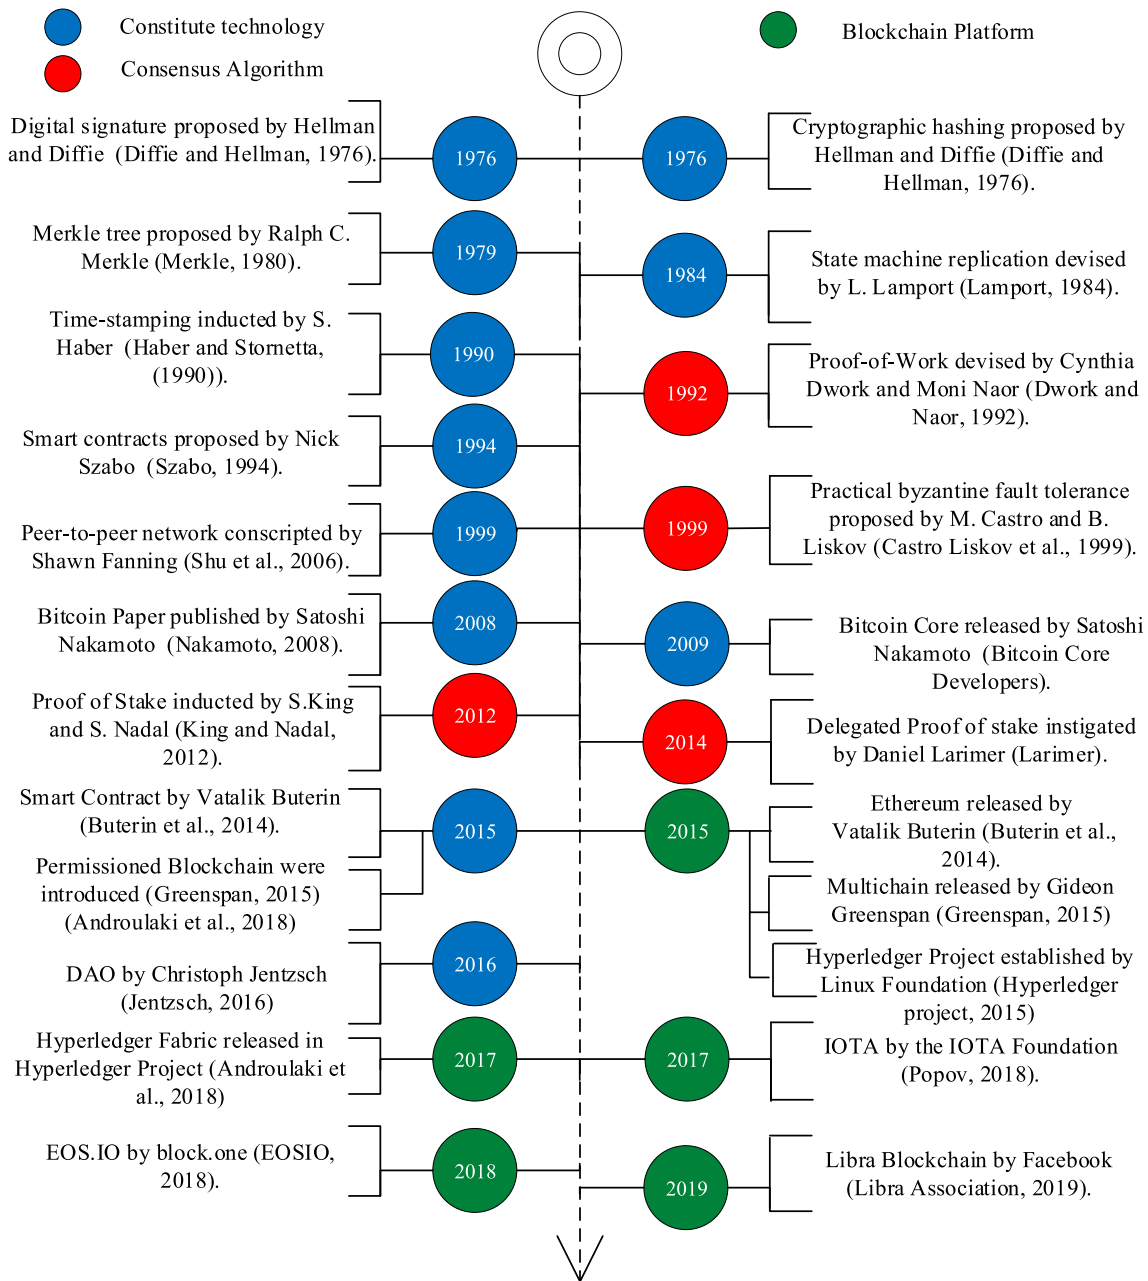 Constitute technology
Consensus Algorithm
Blockchain Platform
Digital signature proposed by Hellman
and Diffie (Diffie and Hellman, 1976).
1976
1976
Cryptographic hashing proposed by
Hellman and Diffie (Diffie and
Hellman, 1976).
Merkle tree proposed by Ralph C.
Merkle (Merkle, 1980).
1979
1984
State machine replication devised
by L. Lamport (Lamport, 1984).
Time-stamping inducted by S.
Haber (Haber and Stornetta,
(1990)).
1990
1992
Proof-of-Work devised by Cynthia
Dwork and Moni Naor (Dwork and
Naor, 1992).
Smart contracts proposed by Nick
Szabo (Szabo, 1994).
1994
Peer-to-peer network conscripted by
Shawn Fanning (Shu et al., 2006).
1999
1999
Practical byzantine fault tolerance
proposed by M. Castro and B.
Liskov (Castro Liskov et al., 1999).
Bitcoin Paper published by Satoshi
Nakamoto (Nakamoto, 2008).
2008
2009
Bitcoin Core released by Satoshi
Nakamoto (Bitcoin Core
Developers).
Proof of Stake inducted by S.King
and S. Nadal (King and Nadal,
2012).
2012
2014
Delegated Proof of stake instigated
by Daniel Larimer (Larimer).
Smart Contract by Vatalik Buterin
(Buterin et al., 2014).
Permissioned Blockchain were
introduced (Greenspan, 2015)
(Androulaki et al., 2018)
2015
2015
Ethereum released by
Vatalik Buterin (Buterin et al.,
2014).
Multichain released by Gideon
Greenspan (Greenspan, 2015)
Hyperledger Project established by
Linux Foundation (Hyperledger
project, 2015)
DAO by Christoph Jentzsch
(Jentzsch, 2016)
2016
Hyperledger Fabric released in
Hyperledger Project (Androulaki et
al., 2018)
2017
2017
IOTA by the IOTA Foundation
(Popov, 2018).
EOS.IO by block.one (EOSIO,
2018).
2018
2019
Libra Blockchain by Facebook
(Libra Association, 2019).